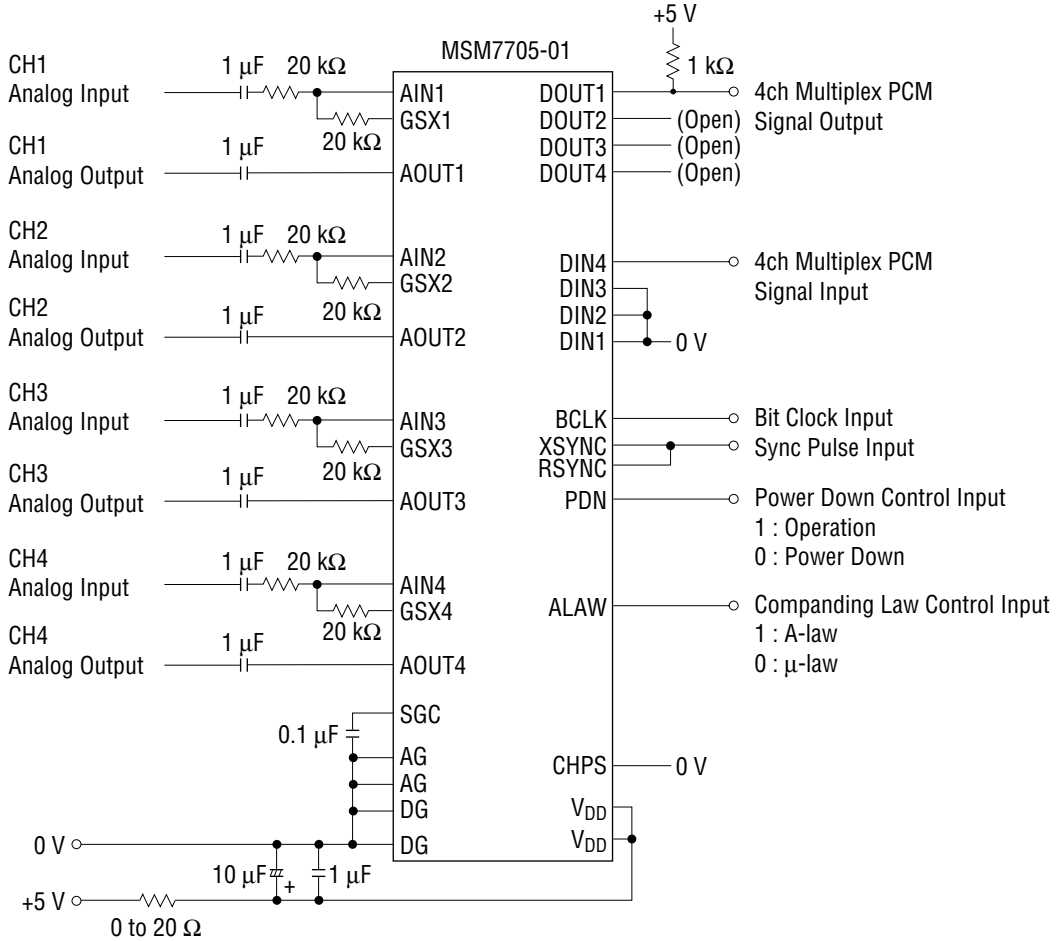 +5 V
MSM7705-01
CH1
Analog Input
1 μF
20 kΩ
20 kΩ
AIN1
GSX1
CH1
Analog Output
1 μF
AOUT1
CH2
Analog Input
1 μF
20 kΩ
20 kΩ
AIN2
GSX2
CH2
Analog Output
1 μF
AOUT2
CH3
Analog Input
1 μF
20 kΩ
20 kΩ
AIN3
GSX3
CH3
Analog Output
1 μF
AOUT3
CH4
Analog Input
1 μF
20 kΩ
20 kΩ
AIN4
GSX4
CH4
Analog Output
1 μF
AOUT4
0.1 μF
SGC
AG
AG
DG
DG
0 V
10 μF
+
1 μF
+5 V
0 to 20 Ω
1 kΩ
DOUT1
4ch Multiplex PCM
Signal Output
DOUT2
(Open)
DOUT3
(Open)
DOUT4
(Open)
DIN4
4ch Multiplex PCM
Signal Input
DIN3
DIN2
DIN1
0 V
BCLK
Bit Clock Input
XSYNC
Sync Pulse Input
RSYNC
PDN
Power Down Control Input
1 : Operation
0 : Power Down
ALAW
Companding Law Control Input
1 : A-law
0 : μ-law
CHPS
0 V
VDD
VDD